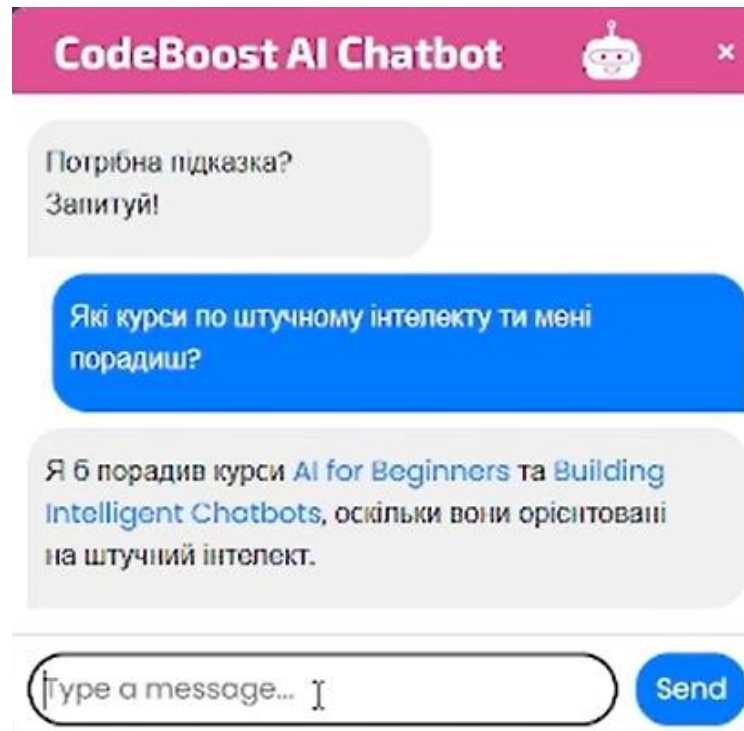 CodeBoost AI Chatbot
×
Потрібна підказка?
Запитуй!
Які курси по штучному інтелекту ти мені
порадиш?
Я б порадив курси AI for Beginners та Building
Intelligent Chatbots, оскільки вони орієнтовані
на штучний інтелект.
Type a message...
Send